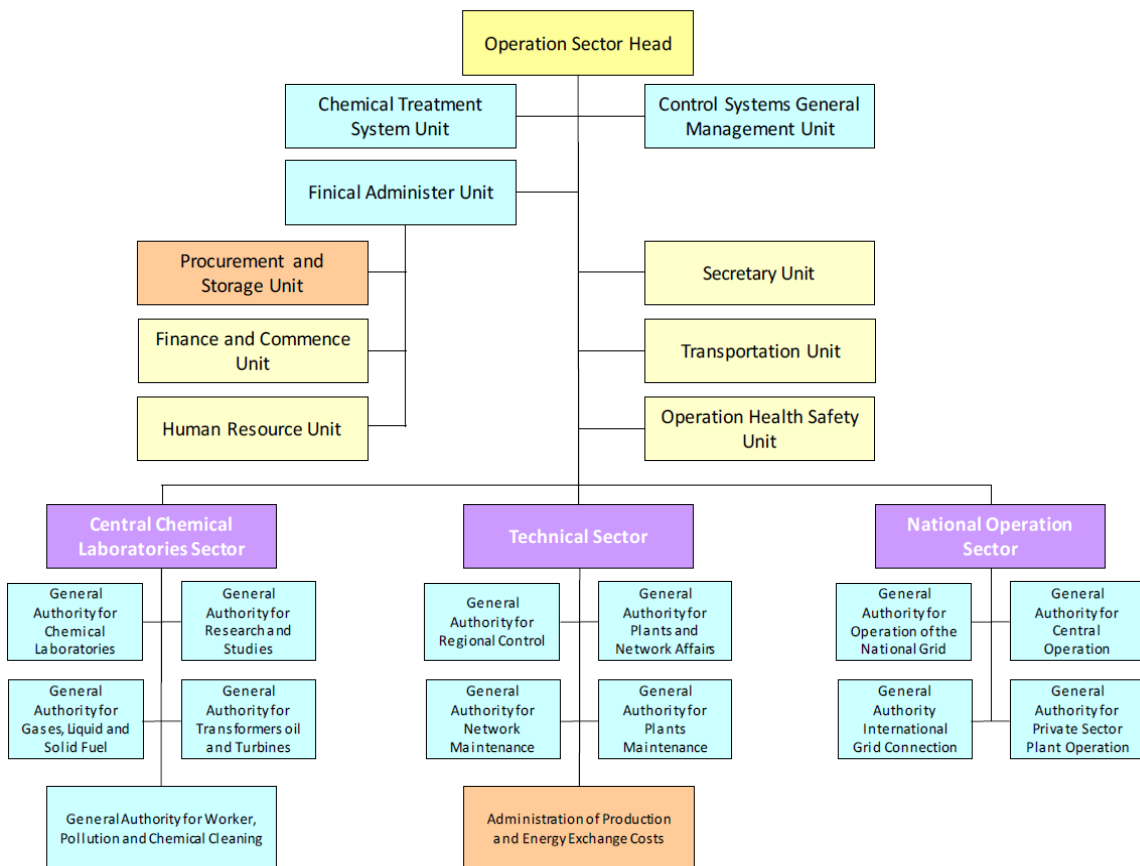 Operation Sector Head
Chemical Treatment
System Unit
Control Systems General
Management Unit
Finical Administer Unit
Procurement and
Storage Unit
Secretary Unit
Finance and Commence
Unit
Transportation Unit
Human Resource Unit
Operation Health Safety
Unit
Central Chemical
Laboratories Sector
Technical Sector
National Operation
Sector
General
Authority for
Chemical
Laboratories
General
Authority for
Research and
Studies
General
Authority for
Regional Control
General
Authority for
Plants and
Network Affairs
General
Authority for
Operation of the
National Grid
General
Authority for
Central
Operation
General
Authority for
Gases, Liquid and
Solid Fuel
General
Authority for
Transformers oil
and Turbines
General
Authority for
Network
Maintenance
General
Authority for
Plants
Maintenance
General
Authority
International
Grid Connection
General
Authority for
Private Sector
Plant Operation
General Authority for Worker,
Pollution and Chemical Cleaning
Administration of Production
and Energy Exchange Costs